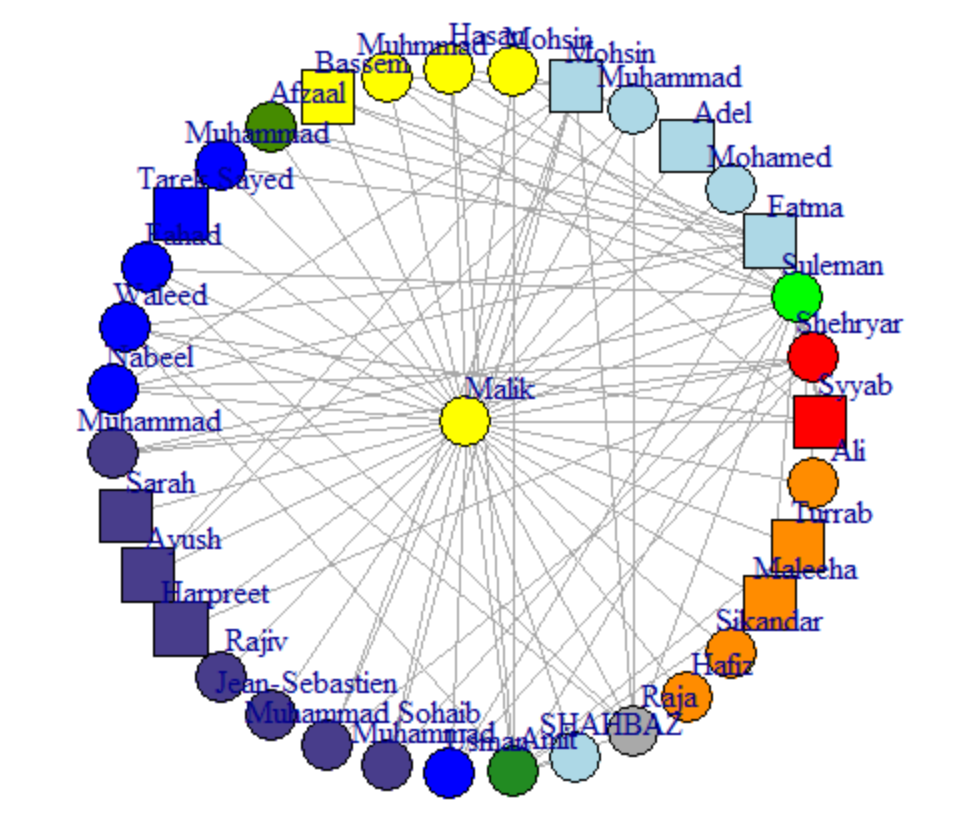 Hasan
Mohsin
Muhmmad
Mohsin
Bassem
Muhammad
Afzaal
Adel
Muhammad
Mohamed
Tarek Sayed
Fatma
Fahad
Suleman
Waleed
Shehryar
Nabeel
Malik
Syyab
Muhammad
Ali
Sarah
Turrab
Ayush
Maleeha
Harpreet
Sikandar
Rajiv
Hafiz
Jean-Sebastien
Raja
Muhammad Sohaib
SHAHBAZ
Muhammad
Usman
Amit